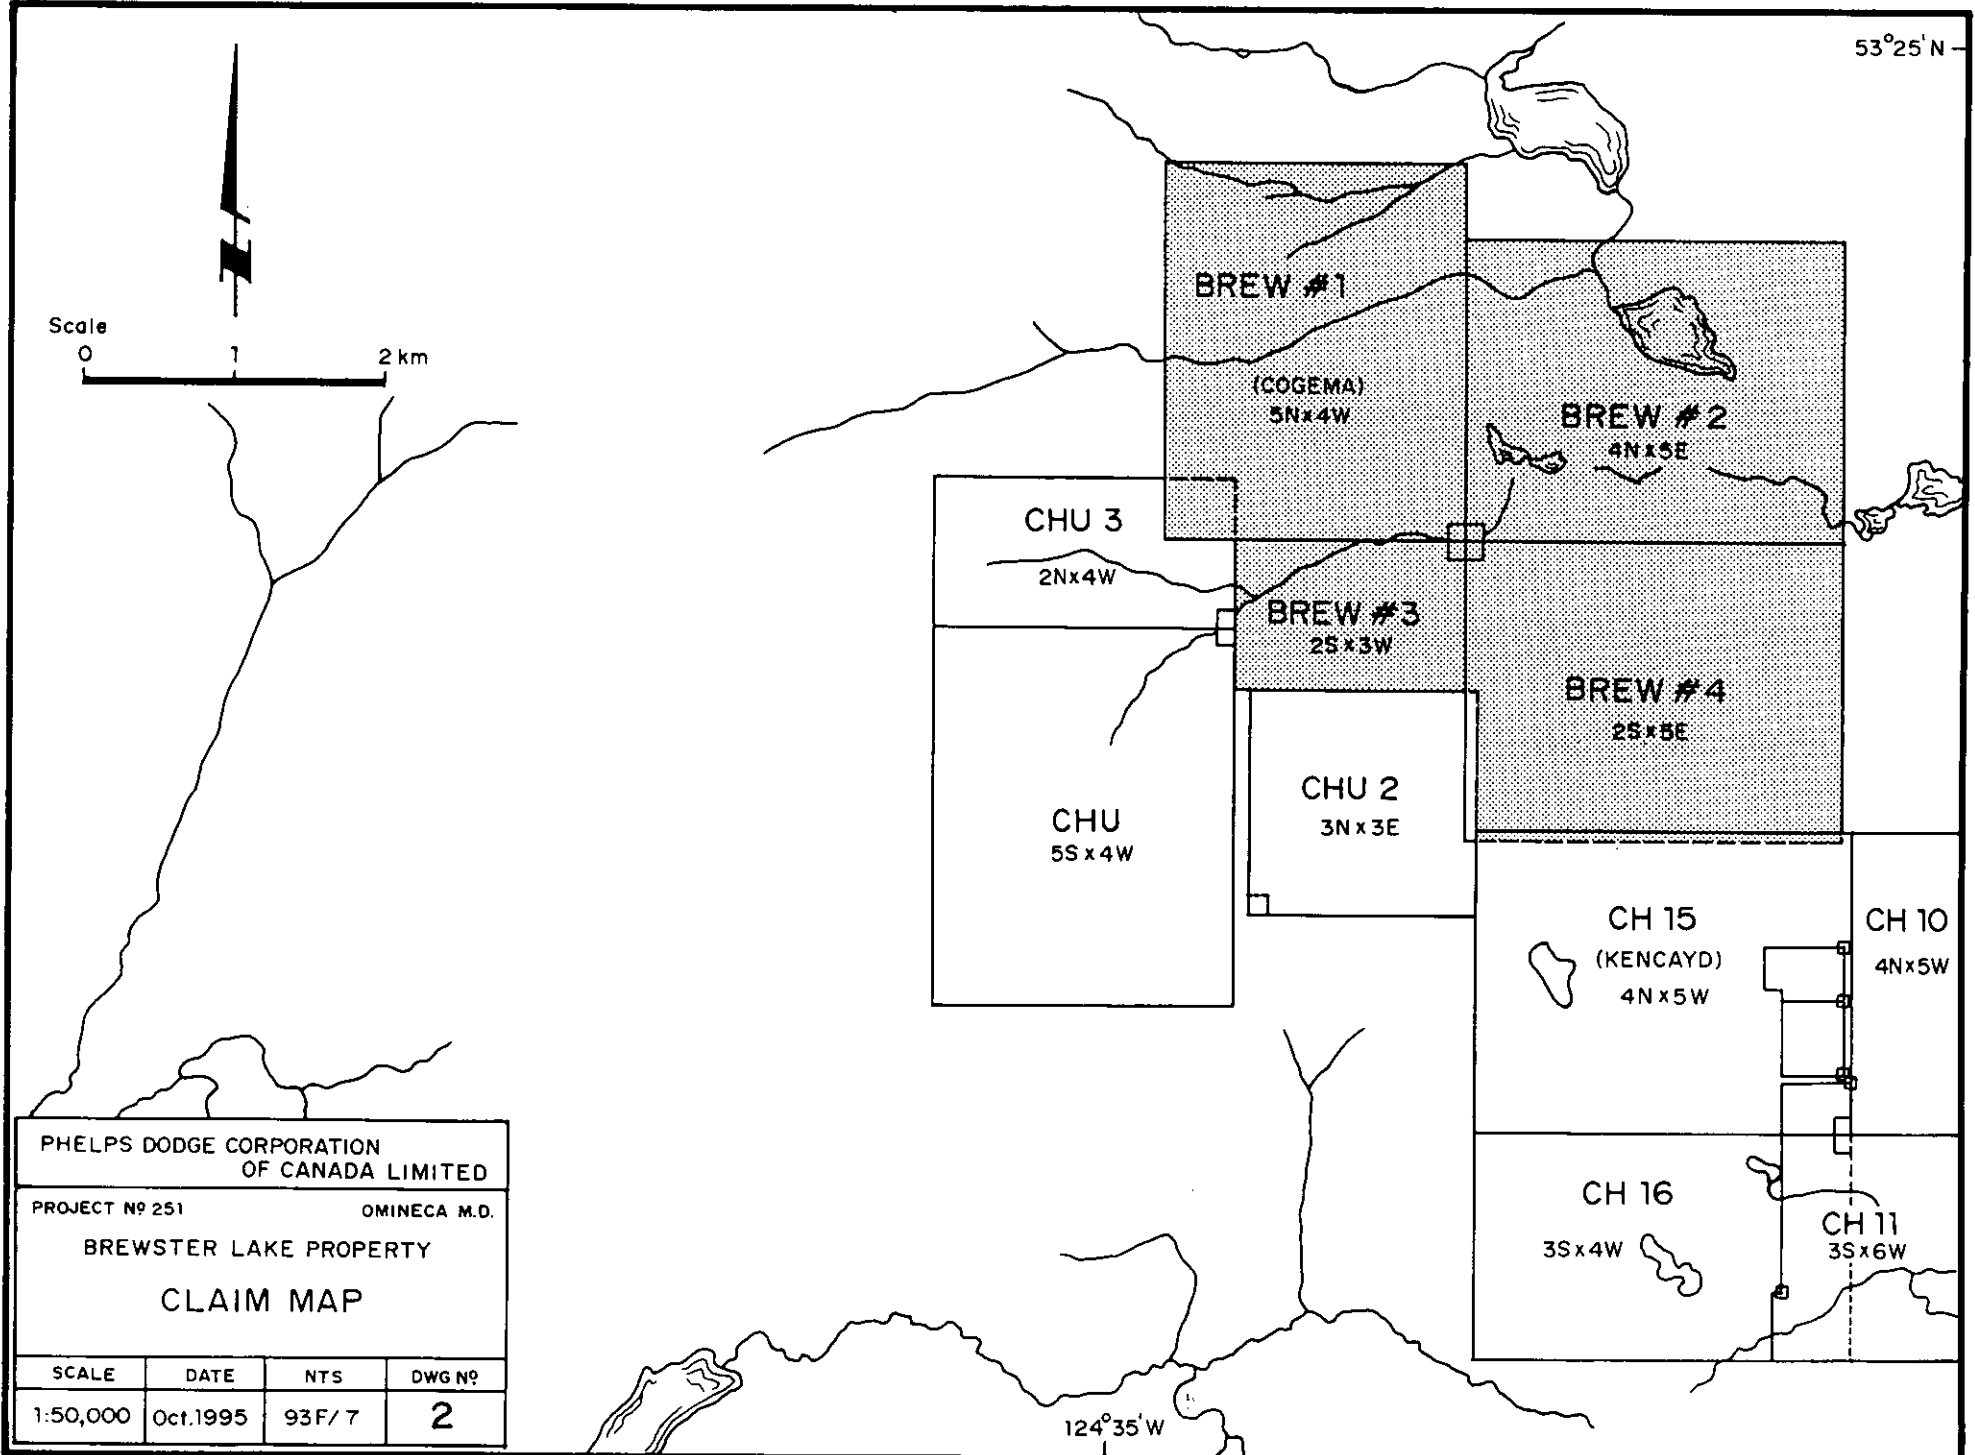 53°25'N
N
Scale
0 1 2 km
BREW #1
(COGEMA)
5N×4W
BREW #2
4N×5E
CHU 3
2N×4W
BREW #3
2S×3W
BREW #4
2S×5E
CHU 2
3N×3E
CHU
5S×4W
CH 15
(KENCAYD)
4N×5W
CH 10
4N×5W
CH 16
3S×4W
CH 11
3S×6W
124°35'W
PHELPS DODGE CORPORATION
OF CANADA LIMITED
PROJECT Nº 251 OMINECA M.D.
BREWSTER LAKE PROPERTY
CLAIM MAP
SCALE DATE NTS DWG Nº
1:50,000 Oct.1995 93F/7 2